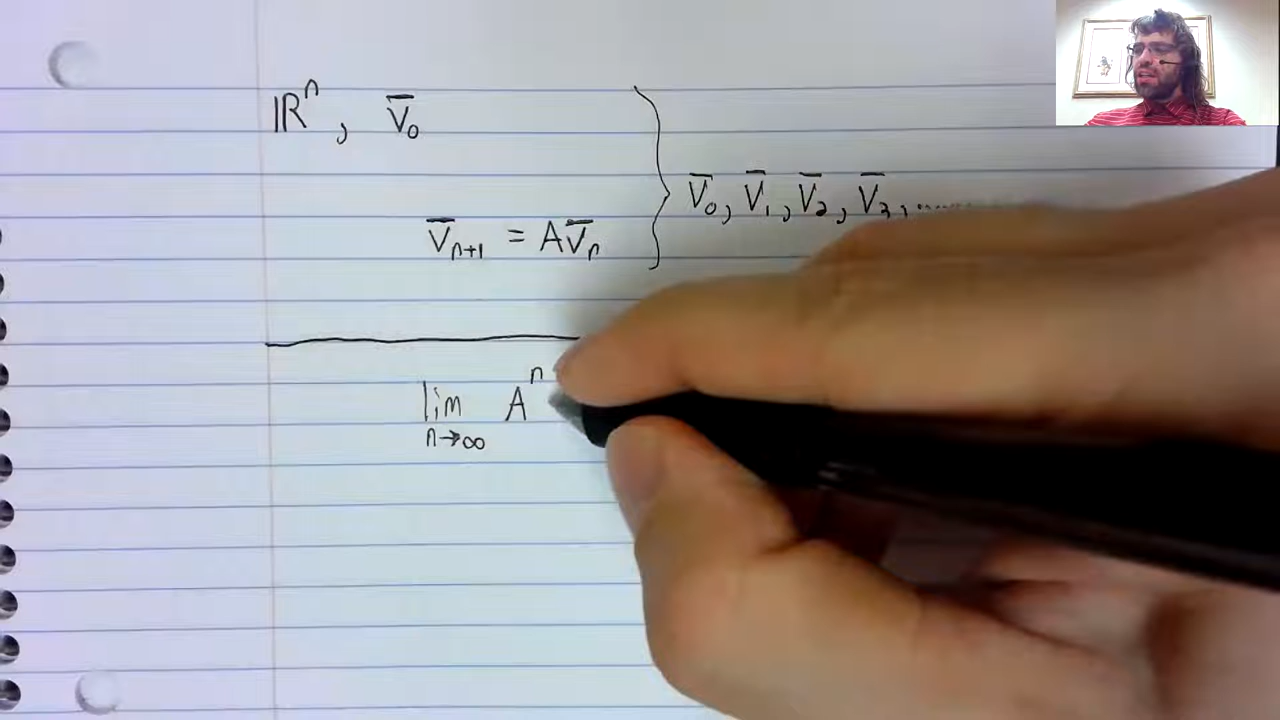 ℝⁿ, v̅₀
v̅ₙ₊₁ = Av̅ₙ
v̅₀, v̅₁, v̅₂, v̅₃, .....
lim Aⁿ
n→∞